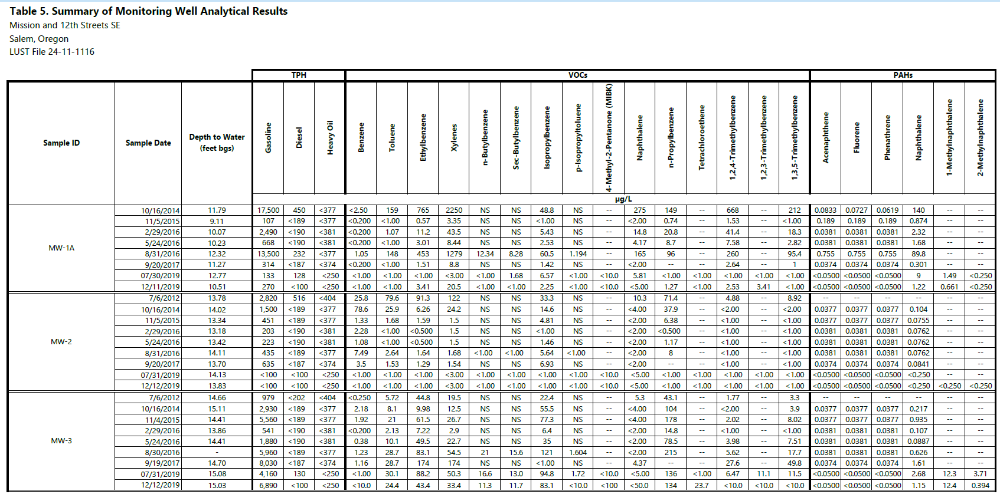 Table 5. Summary of Monitoring Well Analytical Results
Mission and 12th Streets SE
Salem, Oregon
LUST File 24-11-1116
TPH VOCs PAHs
Sample ID Sample Date Depth to Water (feet bgs) Gasoline Diesel Heavy Oil Benzene Toluene Ethylbenzene Xylenes n-Butylbenzene Sec-Butylbenzene Isopropylbenzene p-Isopropyltoluene 4-Methyl-2-Pentanone (MIBK) Naphthalene n-Propylbenzene Tetrachloroethene 1,2,4-Trimethylbenzene 1,2,3-Trimethylbenzene 1,3,5-Trimethylbenzene Acenaphthene Fluorene Phenathrene Naphthalene 1-Methylnaphthalene 2-Methylnaphthalene
µg/L
MW-1A
10/16/2014 11.79 17,500 450 <377 <2.50 159 765 2250 NS NS 48.8 NS -- 275 149 -- 668 -- 212 0.0833 0.0727 0.0619 140 -- --
11/5/2015 9.11 107 <189 <377 <0.200 <1.00 0.57 3.35 NS NS <1.00 NS -- <2.00 0.74 -- 1.53 -- <1.00 0.189 0.189 0.189 0.874 -- --
2/29/2016 10.07 2,490 <190 <381 <0.200 1.07 11.2 43.5 NS NS 5.43 NS -- 14.8 20.8 -- 41.4 -- 18.3 0.0381 0.0381 0.0381 2.32 -- --
5/24/2016 10.23 668 <190 <381 <0.200 <1.00 3.01 8.44 NS NS 2.53 NS -- 4.17 8.7 -- 7.58 -- 2.82 0.0381 0.0381 0.0381 1.68 -- --
8/31/2016 12.32 13,500 232 <377 1.05 148 453 1279 12.34 8.28 60.5 1.194 -- 165 96 -- 260 -- 95.4 0.755 0.755 0.755 89.8 -- --
9/20/2017 11.27 314 <187 <374 <0.200 <1.00 1.51 8.8 NS NS 1.42 NS -- <2.00 -- -- 2.64 -- 1 0.0374 0.0374 0.0374 0.301 -- --
07/30/2019 12.77 133 128 <250 <1.00 <1.00 <1.00 <3.00 <1.00 1.68 6.57 <1.00 <10.0 5.81 <1.00 <1.00 <1.00 <1.00 <1.00 <0.0500 <0.0500 <0.0500 9 1.49 <0.250
12/11/2019 10.51 270 <100 <250 <1.00 <1.00 3.41 20.5 <1.00 <1.00 2.25 <1.00 <10.0 <5.00 1.27 <1.00 2.53 3.41 <1.00 <0.0500 <0.0500 <0.0500 1.22 0.661 <0.250
MW-2
7/6/2012 13.78 2,820 516 <404 25.8 79.6 91.3 122 NS NS 33.3 NS -- 10.3 71.4 -- 4.88 -- 8.92 -- -- -- -- -- --
10/16/2014 14.02 1,500 <189 <377 78.6 25.9 6.26 24.2 NS NS 14.6 NS -- <4.00 37.9 -- <2.00 -- <2.00 0.0377 0.0377 0.0377 0.104 -- --
11/5/2015 13.34 451 <189 <377 1.33 1.68 1.59 1.5 NS NS 4.81 NS -- <2.00 6.38 -- <1.00 -- <1.00 0.0377 0.0377 0.0377 0.0755 -- --
2/29/2016 13.18 203 <190 <381 2.28 <1.00 <0.500 1.5 NS NS <1.00 NS -- <2.00 <0.500 -- <1.00 -- <1.00 0.0381 0.0381 0.0381 0.0762 -- --
5/24/2016 13.42 223 <190 <381 1.08 <1.00 <0.500 1.5 NS NS 1.46 NS -- <2.00 1.17 -- <1.00 -- <1.00 0.0381 0.0381 0.0381 0.0762 -- --
8/31/2016 14.11 435 <189 <377 7.49 2.64 1.64 1.68 <1.00 <1.00 5.64 <1.00 -- <2.00 8 -- <1.00 -- <1.00 0.0381 0.0381 0.0381 0.0762 -- --
9/20/2017 13.70 635 <187 <374 3.5 1.53 1.29 1.54 NS NS 6.93 NS -- <2.00 -- -- <1.00 -- <1.00 0.0374 0.0374 0.0374 0.0841 -- --
07/31/2019 14.13 <100 <100 <250 <1.00 <1.00 <1.00 <3.00 <1.00 <1.00 <1.00 <1.00 <10.0 <5.00 <1.00 <1.00 <1.00 <1.00 <1.00 <0.0500 <0.0500 <0.0500 <0.250 -- --
12/12/2019 13.83 <100 <100 <250 <1.00 <1.00 <1.00 <3.00 <1.00 <1.00 <1.00 <1.00 <10.0 <5.00 <1.00 <1.00 <1.00 <1.00 <1.00 <0.0500 <0.0500 <0.0500 <0.250 <0.250 <0.250
MW-3
7/6/2012 14.66 979 <202 <404 <0.250 5.72 44.8 19.5 NS NS 22.4 NS -- 5.3 43.1 -- 1.77 -- 3.3 -- -- -- -- -- --
10/16/2014 15.11 2,930 <189 <377 2.18 8.1 9.98 12.5 NS NS 55.5 NS -- <4.00 104 -- <2.00 -- 3.9 0.0377 0.0377 0.0377 0.217 -- --
11/4/2015 14.41 5,560 <189 <377 1.92 21 61.5 26.7 NS NS 77.3 NS -- <4.00 178 -- 2.02 -- 8.02 0.0377 0.0377 0.0377 0.935 -- --
2/29/2016 13.86 541 <190 <381 <0.200 2.13 7.22 2.9 NS NS 6.4 NS -- <2.00 14.8 -- <1.00 -- <1.00 0.0381 0.0381 0.0381 0.107 -- --
5/24/2016 14.41 1,880 <190 <381 0.38 10.1 49.5 22.7 NS NS 35 NS -- <2.00 78.5 -- 3.98 -- 7.51 0.0381 0.0381 0.0381 0.0887 -- --
8/30/2016 - 5,960 <189 <377 1.23 28.7 83.1 54.5 21 15.6 121 1.604 -- <2.00 215 -- 5.62 -- 17.7 0.0381 0.0381 0.0381 0.626 -- --
9/19/2017 14.70 8,030 <187 <374 1.16 28.7 174 174 NS NS <1.00 NS -- 4.37 -- -- 27.6 -- 49.8 0.0374 0.0374 0.0374 1.61 -- --
07/31/2019 15.08 4,160 130 <250 <1.00 30.1 88.2 50.3 16.6 13.0 94.8 1.72 <10.0 <5.00 136 <1.00 6.47 11.1 11.5 <0.0500 <0.0500 <0.0500 2.68 12.3 3.71
12/12/2019 15.03 6,890 <100 <250 <10.0 24.4 43.4 33.4 11.3 11.7 83.1 <10.0 <100 <50.0 134 23.7 <10.0 <10.0 <10.0 <0.0500 <0.0500 <0.0500 1.15 12.4 0.394